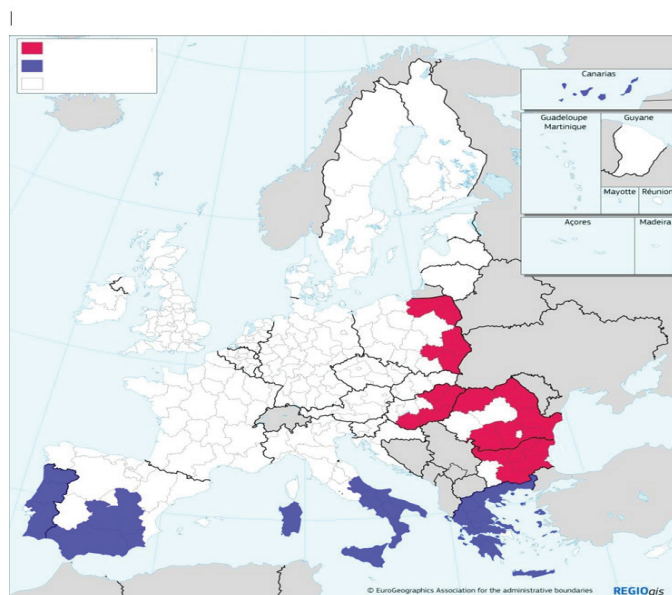 Canarias
Guadeloupe
Martinique
Guyane
Mayotte
Réunion
Açores
Madeira
© EuroGeographics Association for the administrative boundaries
REGIOgis